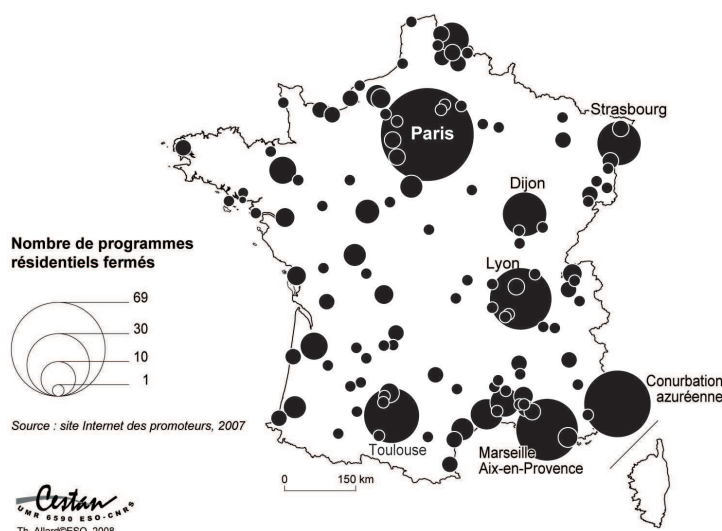 Strasbourg
Paris
Dijon
Nombre de programmes
résidentiels fermés
69
30
10
1
Lyon
Conurbation
azuréenne
Source : site Internet des promoteurs, 2007
Toulouse
Marseille
Aix-en-Provence
0 150 km
Cestan
UMR 6590 ESO-CNRS
Th. Allard©ESO, 2008